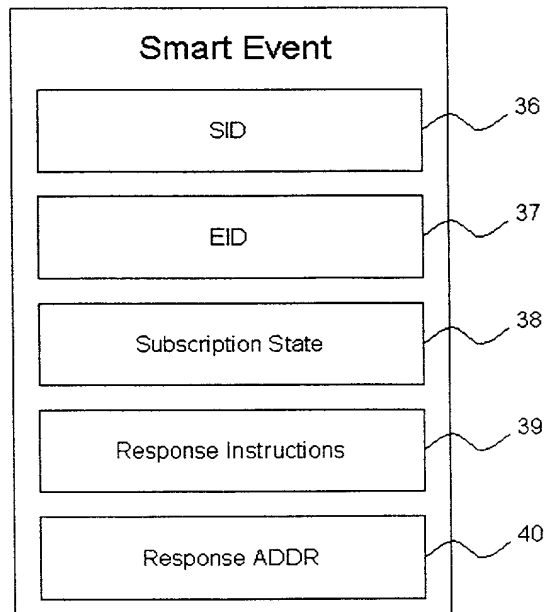 Smart Event
SID
36
EID
37
Subscription State
38
Response Instructions
39
Response ADDR
40